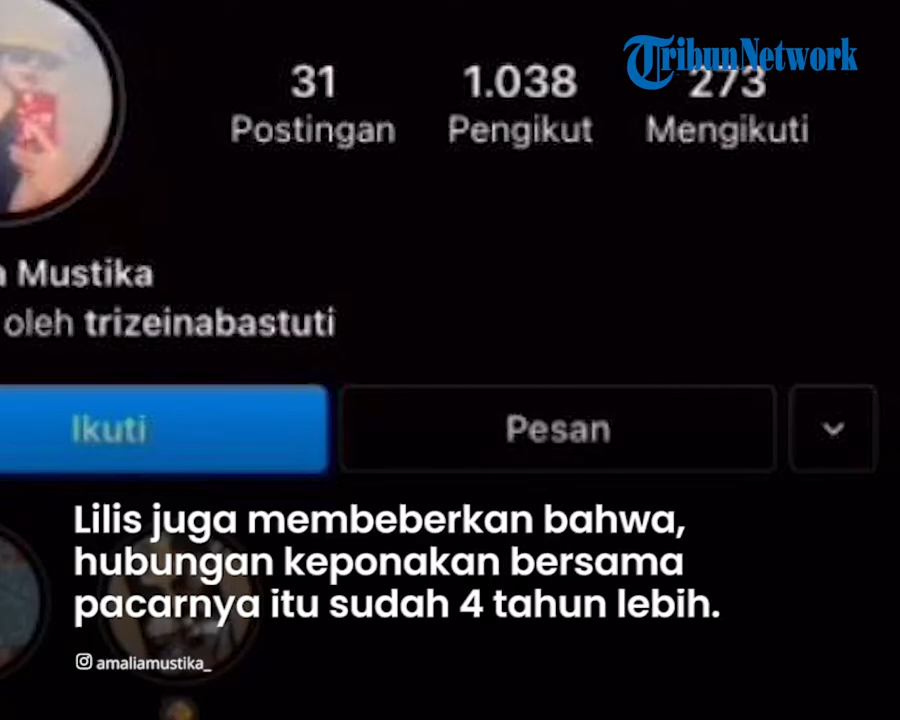 TribunNetwork
31 1.038 273
Postingan Pengikut Mengikuti
Mustika
oleh trizeinabastuti
Ikuti Pesan
Lilis juga membeberkan bahwa,
hubungan keponakan bersama
pacarnya itu sudah 4 tahun lebih.
amaliamustika_